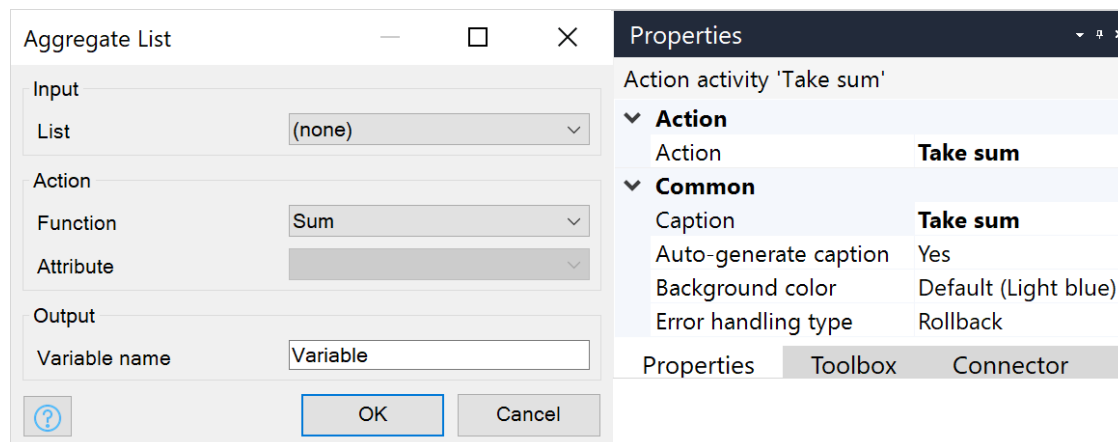 Aggregate List
Input
List (none)
Action
Function Sum
Attribute
Output
Variable name Variable
OK Cancel
Properties
Action activity 'Take sum'
Action
Action Take sum
Common
Caption Take sum
Auto-generate caption Yes
Background color Default (Light blue)
Error handling type Rollback
Properties Toolbox Connector